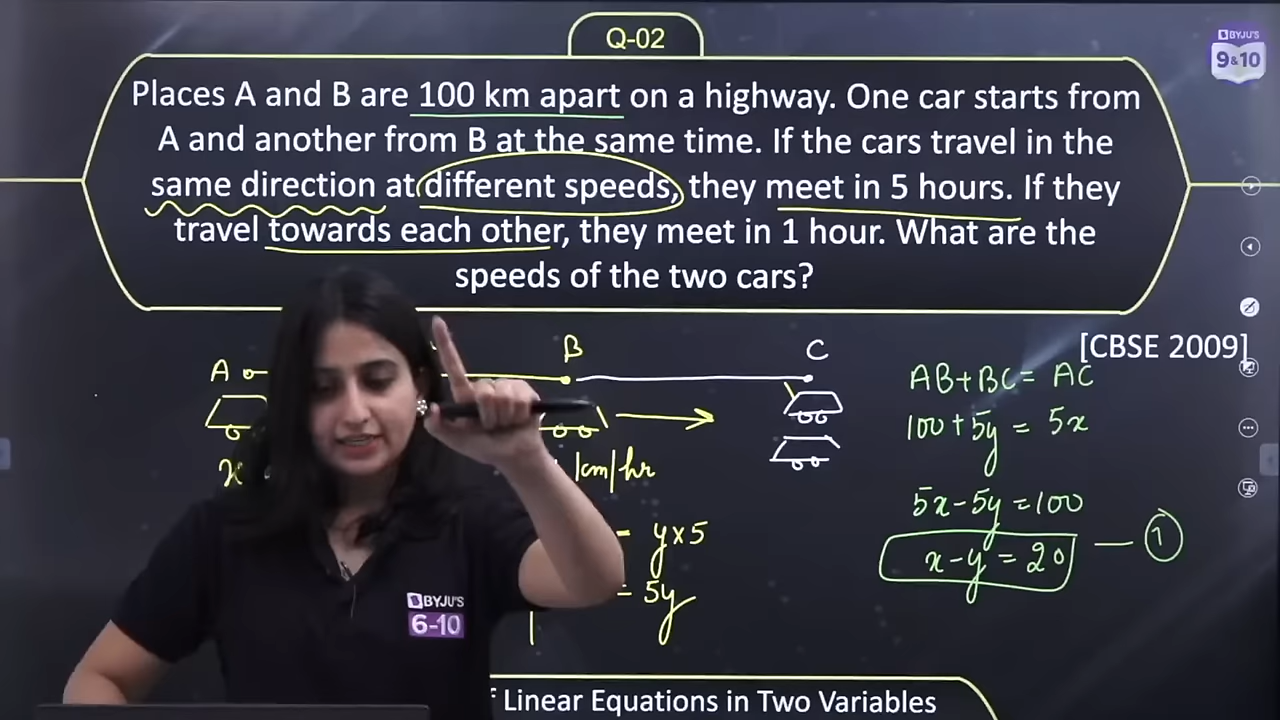 Q-02
BYJU'S
9&10
Places A and B are 100 km apart on a highway. One car starts from
A and another from B at the same time. If the cars travel in the
same direction at different speeds, they meet in 5 hours. If they
travel towards each other, they meet in 1 hour. What are the
speeds of the two cars?
[CBSE 2009]
A B C
x km/hr
= y×5
= 5y
AB+BC = AC
100+5y = 5x
5x-5y = 100
x-y = 20 — 1
BYJU'S
6-10
Linear Equations in Two Variables